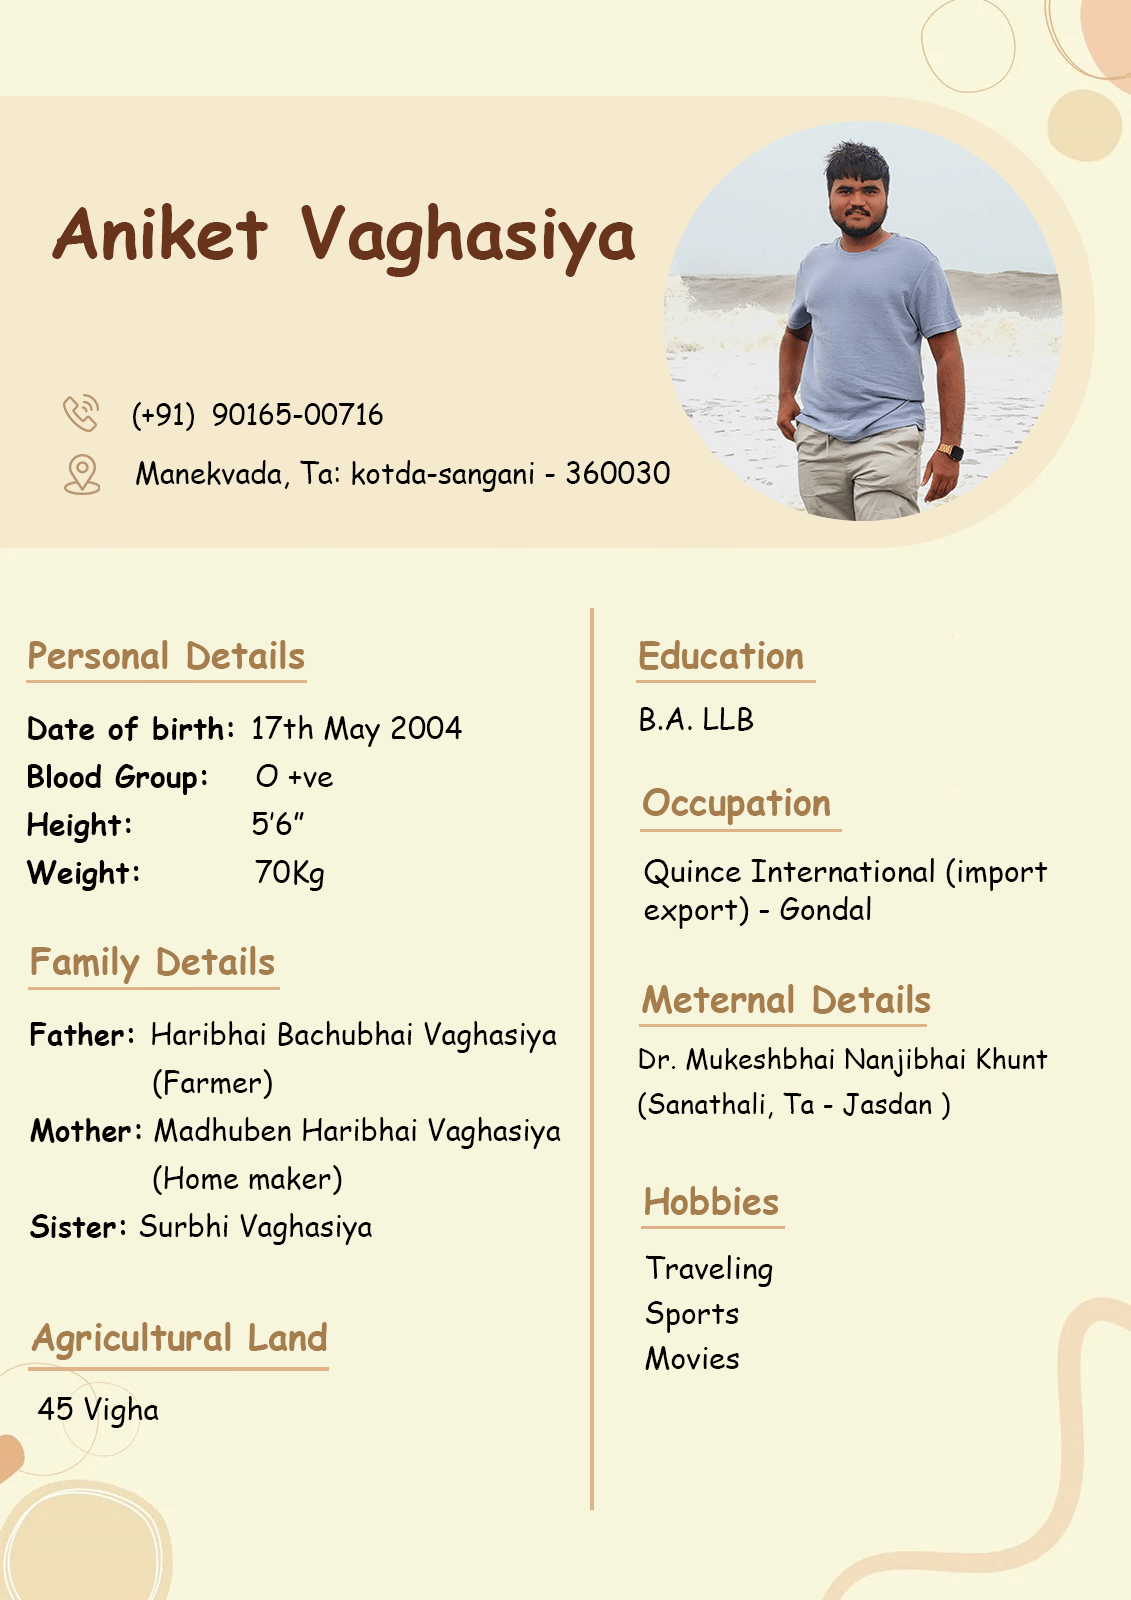 Aniket Vaghasiya
(+91) 90165-00716
Manekvada, Ta: kotda-sangani - 360030
Personal Details
Date of birth: 17th May 2004
Blood Group: O +ve
Height: 5'6"
Weight: 70Kg
Family Details
Father: Haribhai Bachubhai Vaghasiya
(Farmer)
Mother: Madhuben Haribhai Vaghasiya
(Home maker)
Sister: Surbhi Vaghasiya
Agricultural Land
45 Vigha
Education
B.A. LLB
Occupation
Quince International (import
export) - Gondal
Meternal Details
Dr. Mukeshbhai Nanjibhai Khunt
(Sanathali, Ta - Jasdan )
Hobbies
Traveling
Sports
Movies